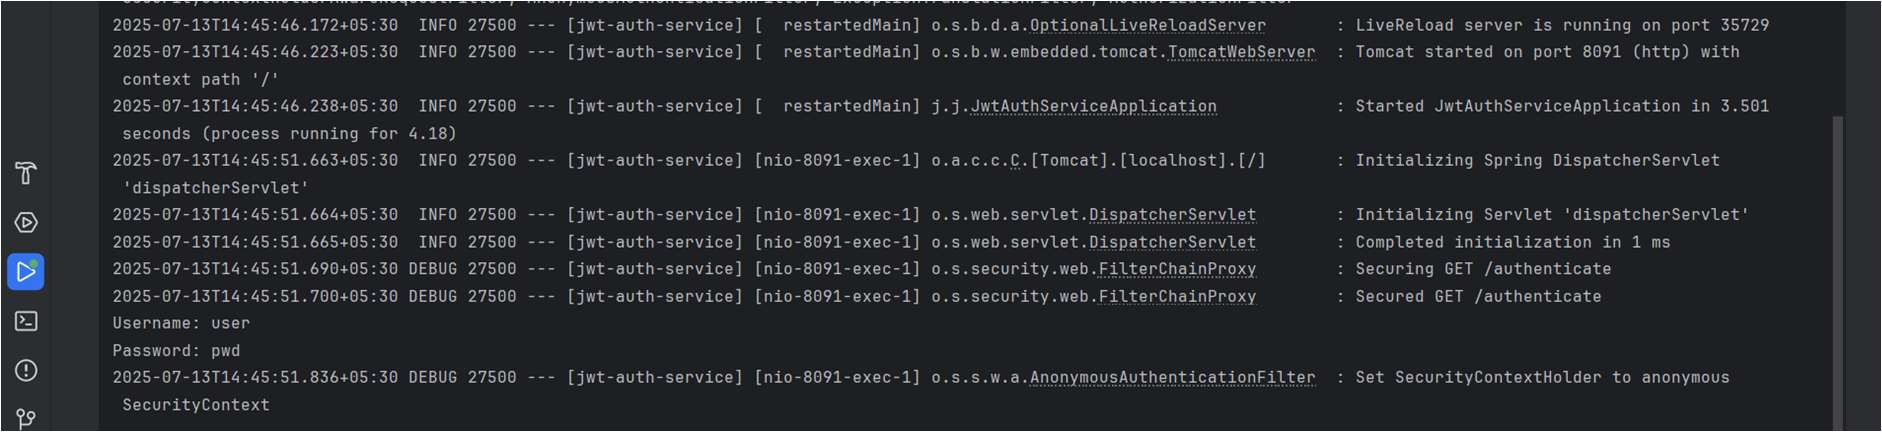 2025-07-13T14:45:46.172+05:30  INFO 27500 --- [jwt-auth-service] [  restartedMain] o.s.b.d.a.OptionalLiveReloadServer       : LiveReload server is running on port 35729
2025-07-13T14:45:46.223+05:30  INFO 27500 --- [jwt-auth-service] [  restartedMain] o.s.b.w.embedded.tomcat.TomcatWebServer  : Tomcat started on port 8091 (http) with
context path '/'
2025-07-13T14:45:46.238+05:30  INFO 27500 --- [jwt-auth-service] [  restartedMain] j.j.JwtAuthServiceApplication            : Started JwtAuthServiceApplication in 3.501
seconds (process running for 4.18)
2025-07-13T14:45:51.663+05:30  INFO 27500 --- [jwt-auth-service] [nio-8091-exec-1] o.a.c.c.C.[Tomcat].[localhost].[/]       : Initializing Spring DispatcherServlet
'dispatcherServlet'
2025-07-13T14:45:51.664+05:30  INFO 27500 --- [jwt-auth-service] [nio-8091-exec-1] o.s.web.servlet.DispatcherServlet        : Initializing Servlet 'dispatcherServlet'
2025-07-13T14:45:51.665+05:30  INFO 27500 --- [jwt-auth-service] [nio-8091-exec-1] o.s.web.servlet.DispatcherServlet        : Completed initialization in 1 ms
2025-07-13T14:45:51.690+05:30 DEBUG 27500 --- [jwt-auth-service] [nio-8091-exec-1] o.s.security.web.FilterChainProxy        : Securing GET /authenticate
2025-07-13T14:45:51.700+05:30 DEBUG 27500 --- [jwt-auth-service] [nio-8091-exec-1] o.s.security.web.FilterChainProxy        : Secured GET /authenticate
Username: user
Password: pwd
2025-07-13T14:45:51.836+05:30 DEBUG 27500 --- [jwt-auth-service] [nio-8091-exec-1] o.s.s.w.a.AnonymousAuthenticationFilter  : Set SecurityContextHolder to anonymous
SecurityContext